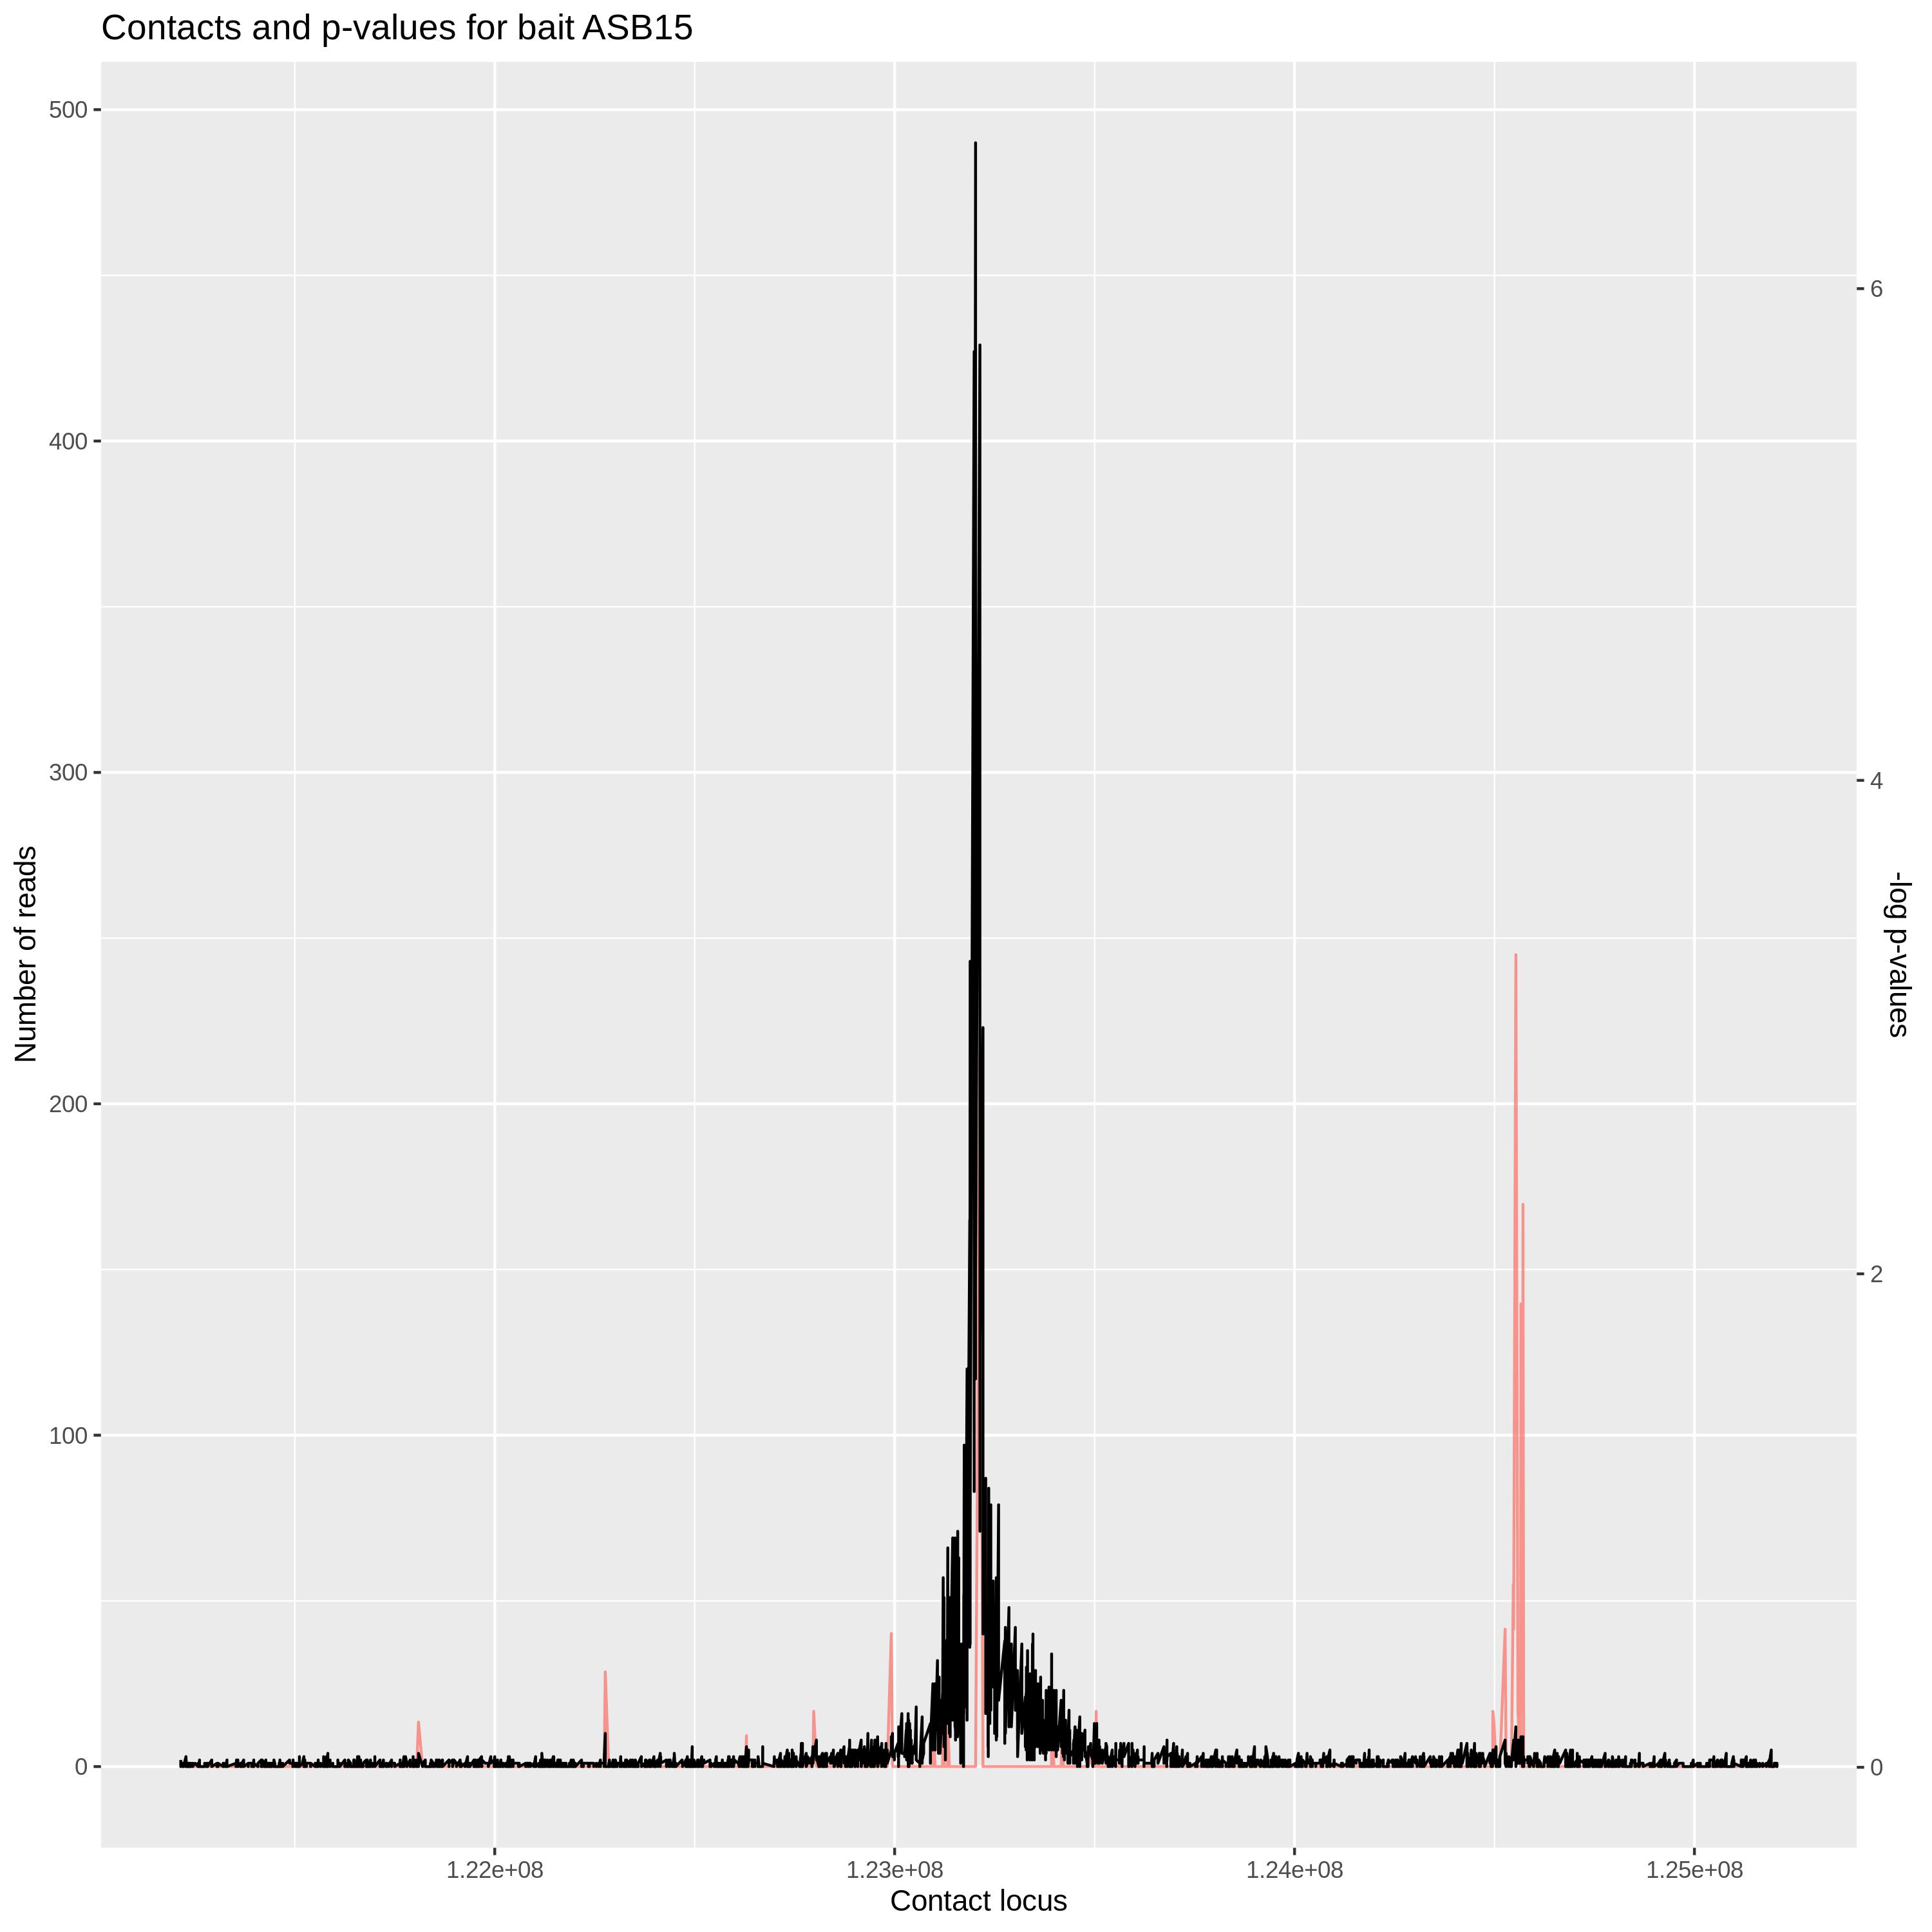 Contacts and p-values for bait ASB15
500
400
300
200
100
0
Number of reads
6
4
2
0
-log p-values
1.22e+08
1.23e+08
1.24e+08
1.25e+08
Contact locus